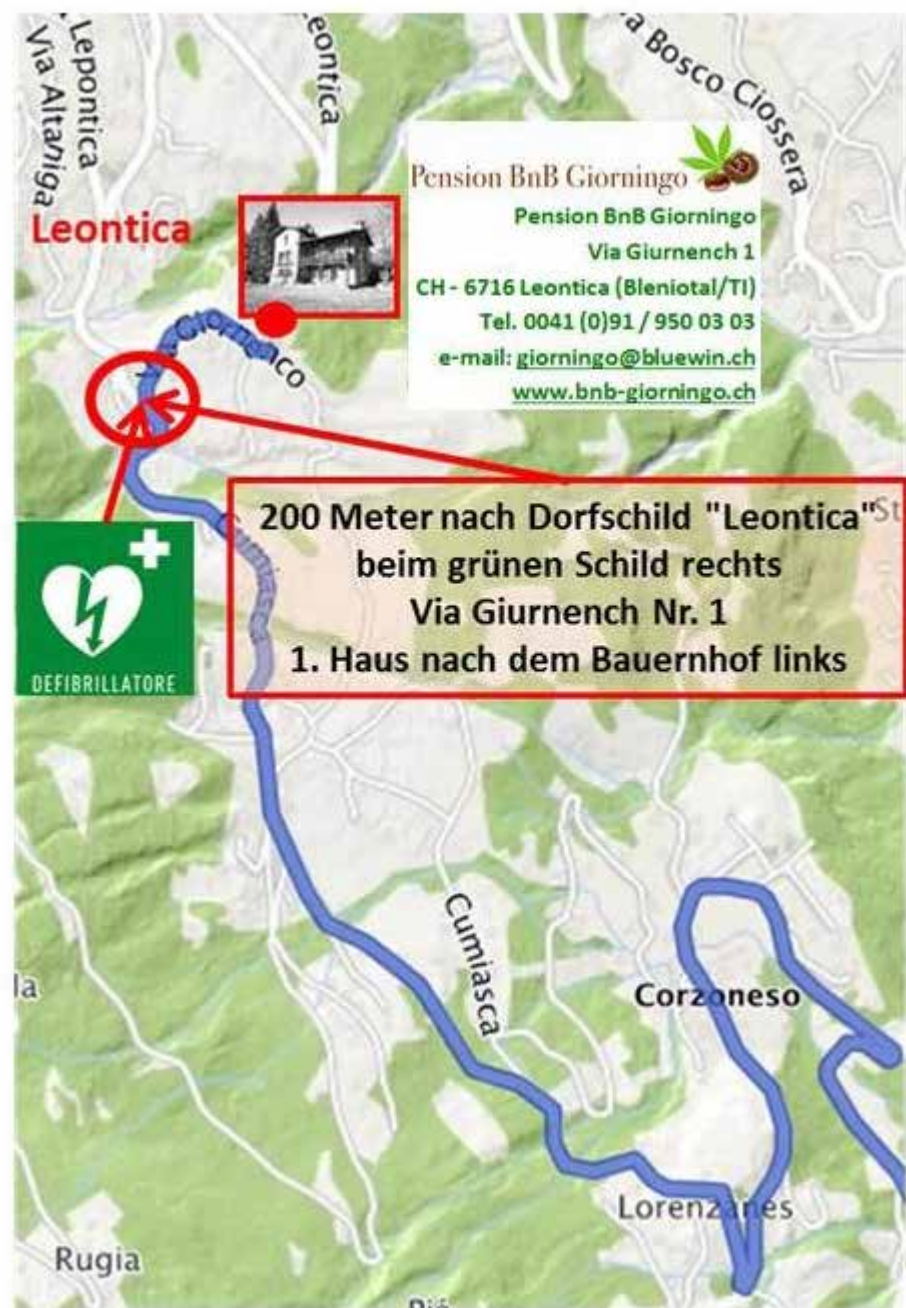 Lepontica
Via Altaniga
Leontica
Bosco Ciossera
Leontica
Pension BnB Giorningo
Pension BnB Giorningo
Via Giurnench 1
CH - 6716 Leontica (Bleniotal/TI)
Tel. 0041 (0)91 / 950 03 03
e-mail: giorningo@bluewin.ch
www.bnb-giorningo.ch
200 Meter nach Dorfschild "Leontica"
beim grünen Schild rechts
Via Giurnench Nr. 1
1. Haus nach dem Bauernhof links
DEFIBRILLATORE
Cumiasca
Corzoneso
Lorenzanes
Rugia